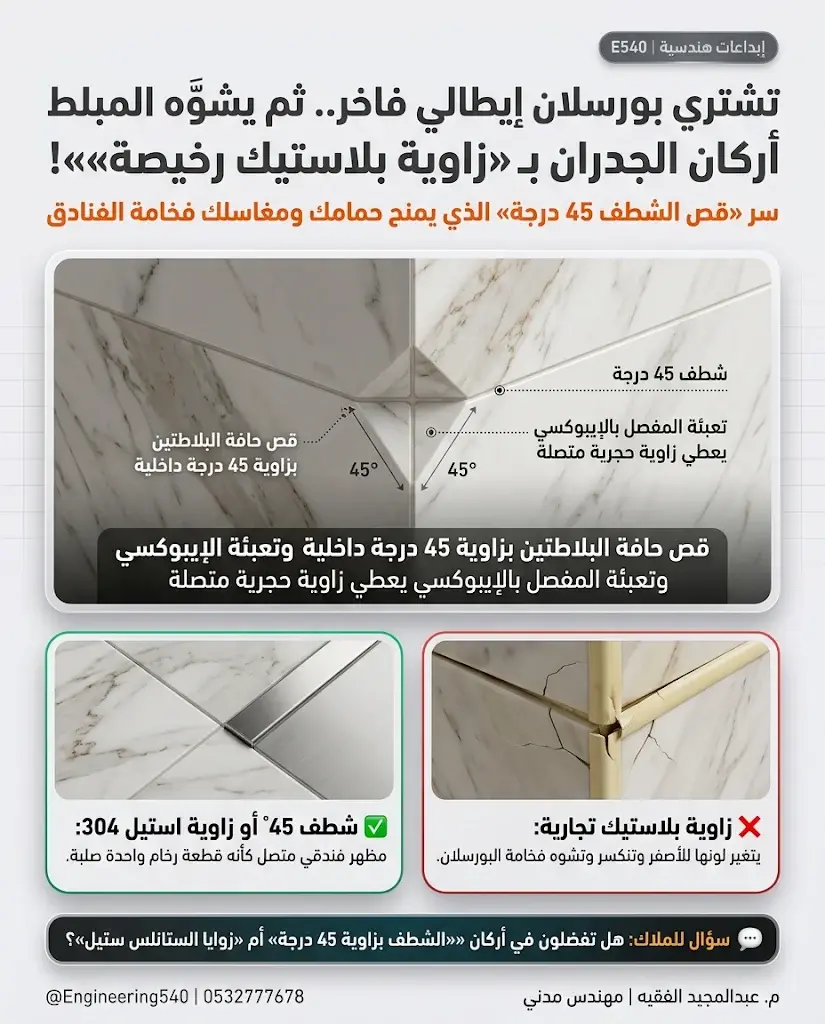 إبداعات هندسية | E540
تشتري بورسلان إيطالي فاخر.. ثم يشوَّه المبلط
أركان الجدران بـ «زاوية بلاستيك رخيصة»»!
سر «قص الشطف 45 درجة» الذي يمنح حمامك ومغاسلك فخامة الفنادق
شطف 45 درجة
تعبئة المفصل بالإيبوكسي
يعطي زاوية حجرية متصلة
قص حافة البلاطتين
بزاوية 45 درجة داخلية
45°
45°
قص حافة البلاطتين بزاوية 45 درجة داخلية وتعبئة الإيبوكسي
وتعبئة المفصل بالإيبوكسي يعطي زاوية حجرية متصلة
❌ زاوية بلاستيك تجارية:
يتغير لونها للأصفر وتنكسر وتشوه فخامة البورسلان.
✅ شطف 45° أو زاوية استيل 304:
مظهر فندقي متصل كأنه قطعة رخام واحدة صلبة.
💬 سؤال للملاك: هل تفضلون في أركان ««الشطف بزاوية 45 درجة» أم «زوايا الستانلس ستيل»؟
م. عبدالمجيد الفقيه | مهندس مدني
@Engineering540 | 0532777678